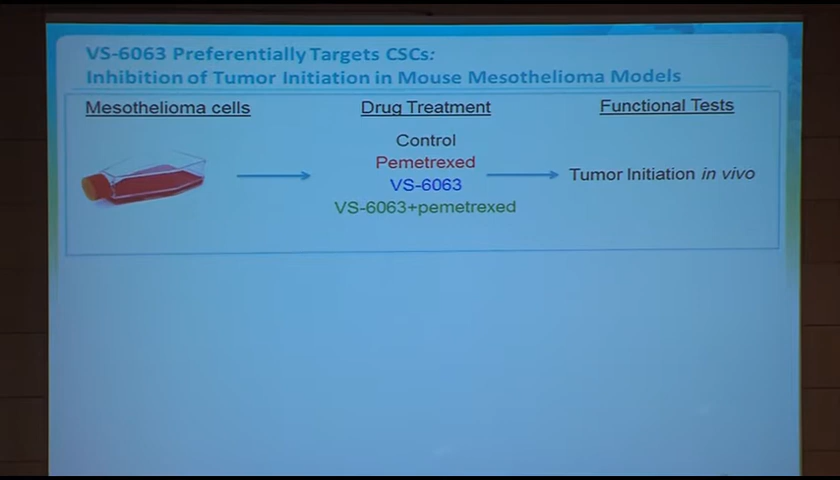 VS-6063 Preferentially Targets CSCs:
Inhibition of Tumor Initiation in Mouse Mesothelioma Models
Mesothelioma cells
Drug Treatment
Functional Tests
Control
Pemetrexed
VS-6063
VS-6063+pemetrexed
Tumor Initiation in vivo